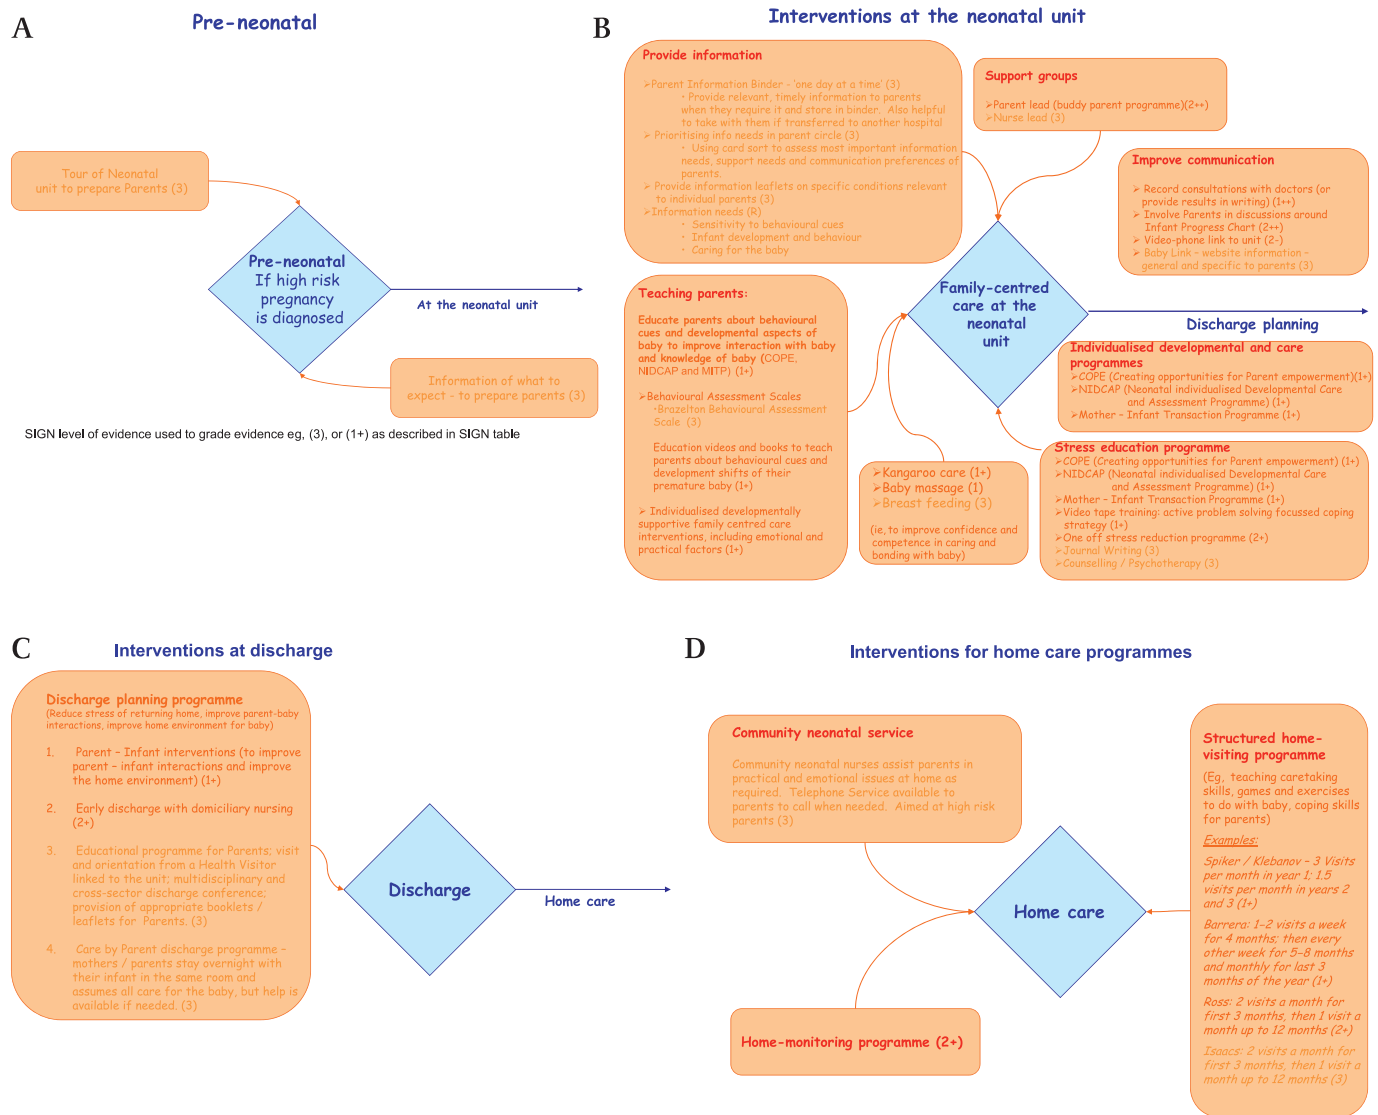 A
Pre-neonatal
Tour of Neonatal
unit to prepare Parents (3)
Pre-neonatal
If high risk
pregnancy
is diagnosed
At the neonatal unit
Information of what to
expect - to prepare parents (3)
SIGN level of evidence used to grade evidence eg, (3), or (1+) as described in SIGN table
B
Interventions at the neonatal unit
Provide information
➢Parent Information Binder - ‘one day at a time’ (3)
• Provide relevant, timely information to parents
when they require it and store in binder. Also helpful
to take with them if transferred to another hospital
➢ Prioritising info needs in parent circle (3)
• Using card sort to assess most important information
needs, support needs and communication preferences of
parents.
➢ Provide information leaflets on specific conditions relevant
to individual parents (3)
➢Information needs (R)
• Sensitivity to behavioural cues
• Infant development and behaviour
• Caring for the baby
Support groups
➢Parent lead (buddy parent programme)(2++)
➢Nurse lead (3)
Improve communication
➢ Record consultations with doctors (or
provide results in writing) (1++)
➢ Involve Parents in discussions around
Infant Progress Chart (2++)
➢ Video-phone link to unit (2-)
➢ Baby Link – website information –
general and specific to parents (3)
Teaching parents:
Educate parents about behavioural
cues and developmental aspects of
baby to improve interaction with baby
and knowledge of baby (COPE,
NIDCAP and MITP) (1+)
➢Behavioural Assessment Scales
•Brazelton Behavioural Assessment
Scale (3)
Education videos and books to teach
parents about behavioural cues and
development shifts of their
premature baby (1+)
➢ Individualised developmentally
supportive family centred care
interventions, including emotional and
practical factors (1+)
Family-centred
care at the
neonatal
unit
Discharge planning
➢Kangaroo care (1+)
➢Baby massage (1)
➢Breast feeding (3)
(ie, to improve confidence and
competence in caring and
bonding with baby)
Individualised developmental and care
programmes
➢COPE (Creating opportunities for Parent empowerment)(1+)
➢NIDCAP (Neonatal individualised Developmental Care
and Assessment Programme) (1+)
➢Mother – Infant Transaction Programme (1+)
Stress education programme
➢COPE (Creating opportunities for Parent empowerment) (1+)
➢NIDCAP (Neonatal individualised Developmental Care
and Assessment Programme) (1+)
➢Mother – Infant Transaction Programme (1+)
➢Video tape training: active problem solving focussed coping
strategy (1+)
➢One off stress reduction programme (2+)
➢Journal Writing (3)
➢Counselling / Psychotherapy (3)
C
Interventions at discharge
Discharge planning programme
(Reduce stress of returning home, improve parent-baby
interactions, improve home environment for baby)
1. Parent – Infant interventions (to improve
parent – infant interactions and improve
the home environment) (1+)
2. Early discharge with domiciliary nursing
(2+)
3. Educational programme for Parents; visit
and orientation from a Health Visitor
linked to the unit; multidisciplinary and
cross-sector discharge conference;
provision of appropriate booklets /
leaflets for Parents. (3)
4. Care by Parent discharge programme –
mothers / parents stay overnight with
their infant in the same room and
assumes all care for the baby, but help is
available if needed. (3)
Discharge
Home care
D
Interventions for home care programmes
Community neonatal service
Community neonatal nurses assist parents in
practical and emotional issues at home as
required. Telephone Service available to
parents to call when needed. Aimed at high risk
parents (3)
Home care
Home-monitoring programme (2+)
Structured home-
visiting programme
(Eg, teaching caretaking
skills, games and exercises
to do with baby, coping skills
for parents)
Examples:
Spiker / Klebanov – 3 Visits
per month in year 1; 1.5
visits per month in years 2
and 3 (1+)
Barrera: 1–2 visits a week
for 4 months; then every
other week for 5–8 months
and monthly for last 3
months of the year (1+)
Ross: 2 visits a month for
first 3 months, then 1 visit a
month up to 12 months (2+)
Isaacs: 2 visits a month for
first 3 months, then 1 visit a
month up to 12 months (3)